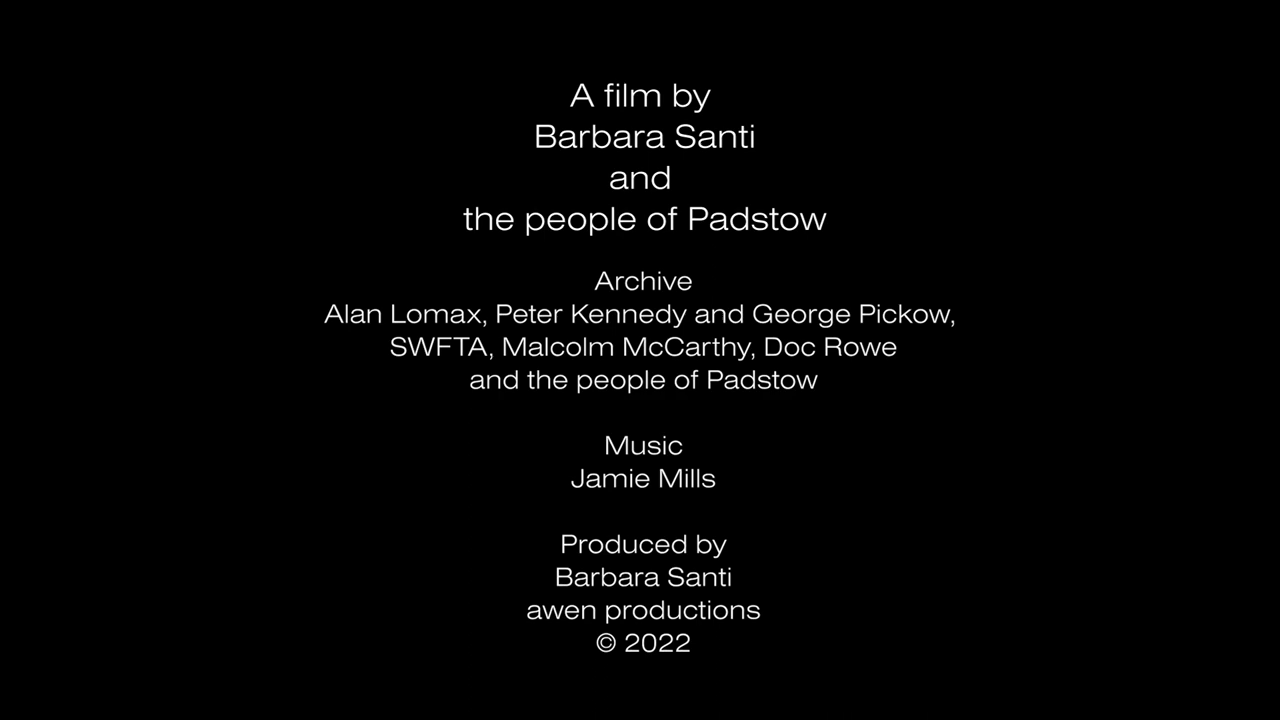 A film by
Barbara Santi
and
the people of Padstow
Archive
Alan Lomax, Peter Kennedy and George Pickow,
SWFTA, Malcolm McCarthy, Doc Rowe
and the people of Padstow
Music
Jamie Mills
Produced by
Barbara Santi
awen productions
© 2022